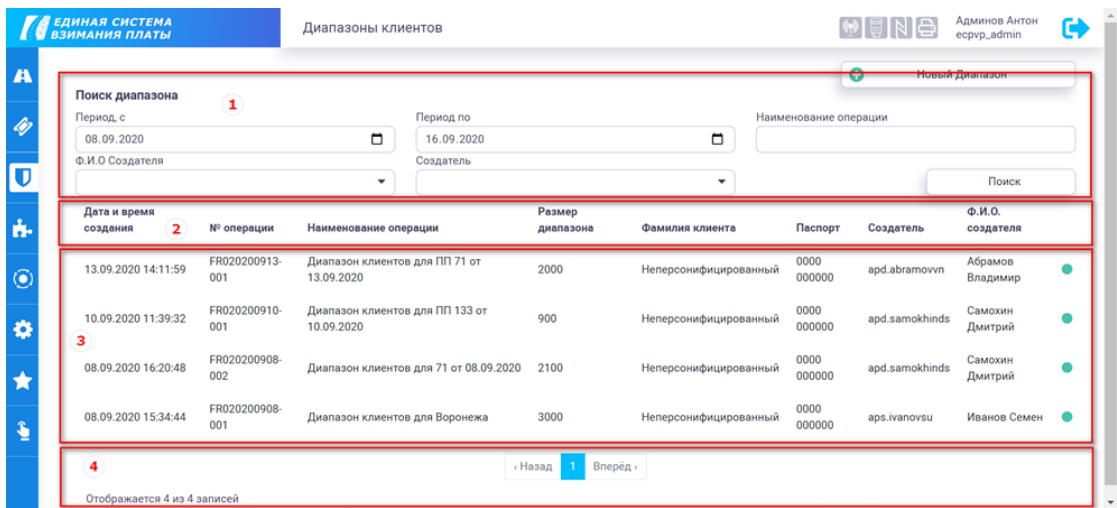 ЕДИНАЯ СИСТЕМА
ВЗИМАНИЯ ПЛАТЫ
Диапазоны клиентов
Админов Антон
ecpvp_admin
Новый Диапазон
Поиск диапазона
1
Период, с
Период по
Наименование операции
08.09.2020
16.09.2020
Ф.И.О Создателя
Создатель
Поиск
Дата и время
создания
2
№ операции
Наименование операции
Размер
диапазона
Фамилия клиента
Паспорт
Создатель
Ф.И.О.
создателя
13.09.2020 14:11:59
FR020200913-
001
Диапазон клиентов для ПП 71 от
13.09.2020
2000
Неперсонифицированный
0000
000000
apd.abramovvn
Абрамов
Владимир
10.09.2020 11:39:32
FR020200910-
001
Диапазон клиентов для ПП 133 от
10.09.2020
900
Неперсонифицированный
0000
000000
apd.samokhinds
Самохин
Дмитрий
3
08.09.2020 16:20:48
FR020200908-
002
Диапазон клиентов для 71 от 08.09.2020
2100
Неперсонифицированный
0000
000000
apd.samokhinds
Самохин
Дмитрий
08.09.2020 15:34:44
FR020200908-
001
Диапазон клиентов для Воронежа
3000
Неперсонифицированный
0000
000000
aps.ivanovsu
Иванов Семен
4
‹ Назад
1
Вперёд ›
Отображается 4 из 4 записей